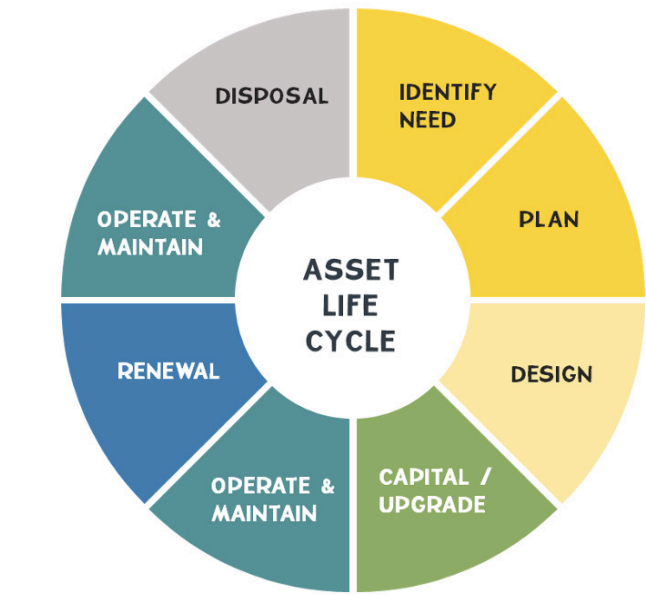 ASSET
LIFE
CYCLE
IDENTIFY
NEED
PLAN
DESIGN
CAPITAL /
UPGRADE
OPERATE &
MAINTAIN
RENEWAL
OPERATE &
MAINTAIN
DISPOSAL